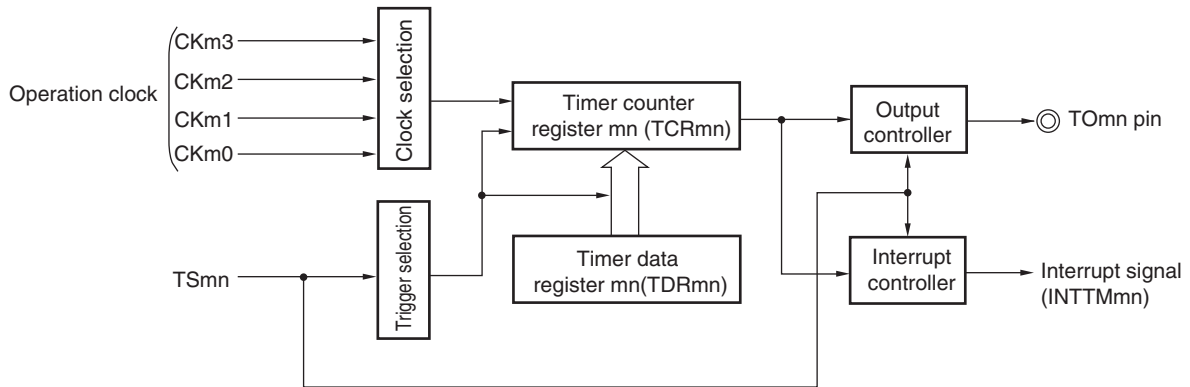 Operation clock
CKm3
CKm2
CKm1
CKm0
Clock selection
Timer counter
register mn (TCRmn)
Output
controller
TOmn pin
TSmn
Trigger selection
Timer data
register mn(TDRmn)
Interrupt
controller
Interrupt signal
(INTTMmn)